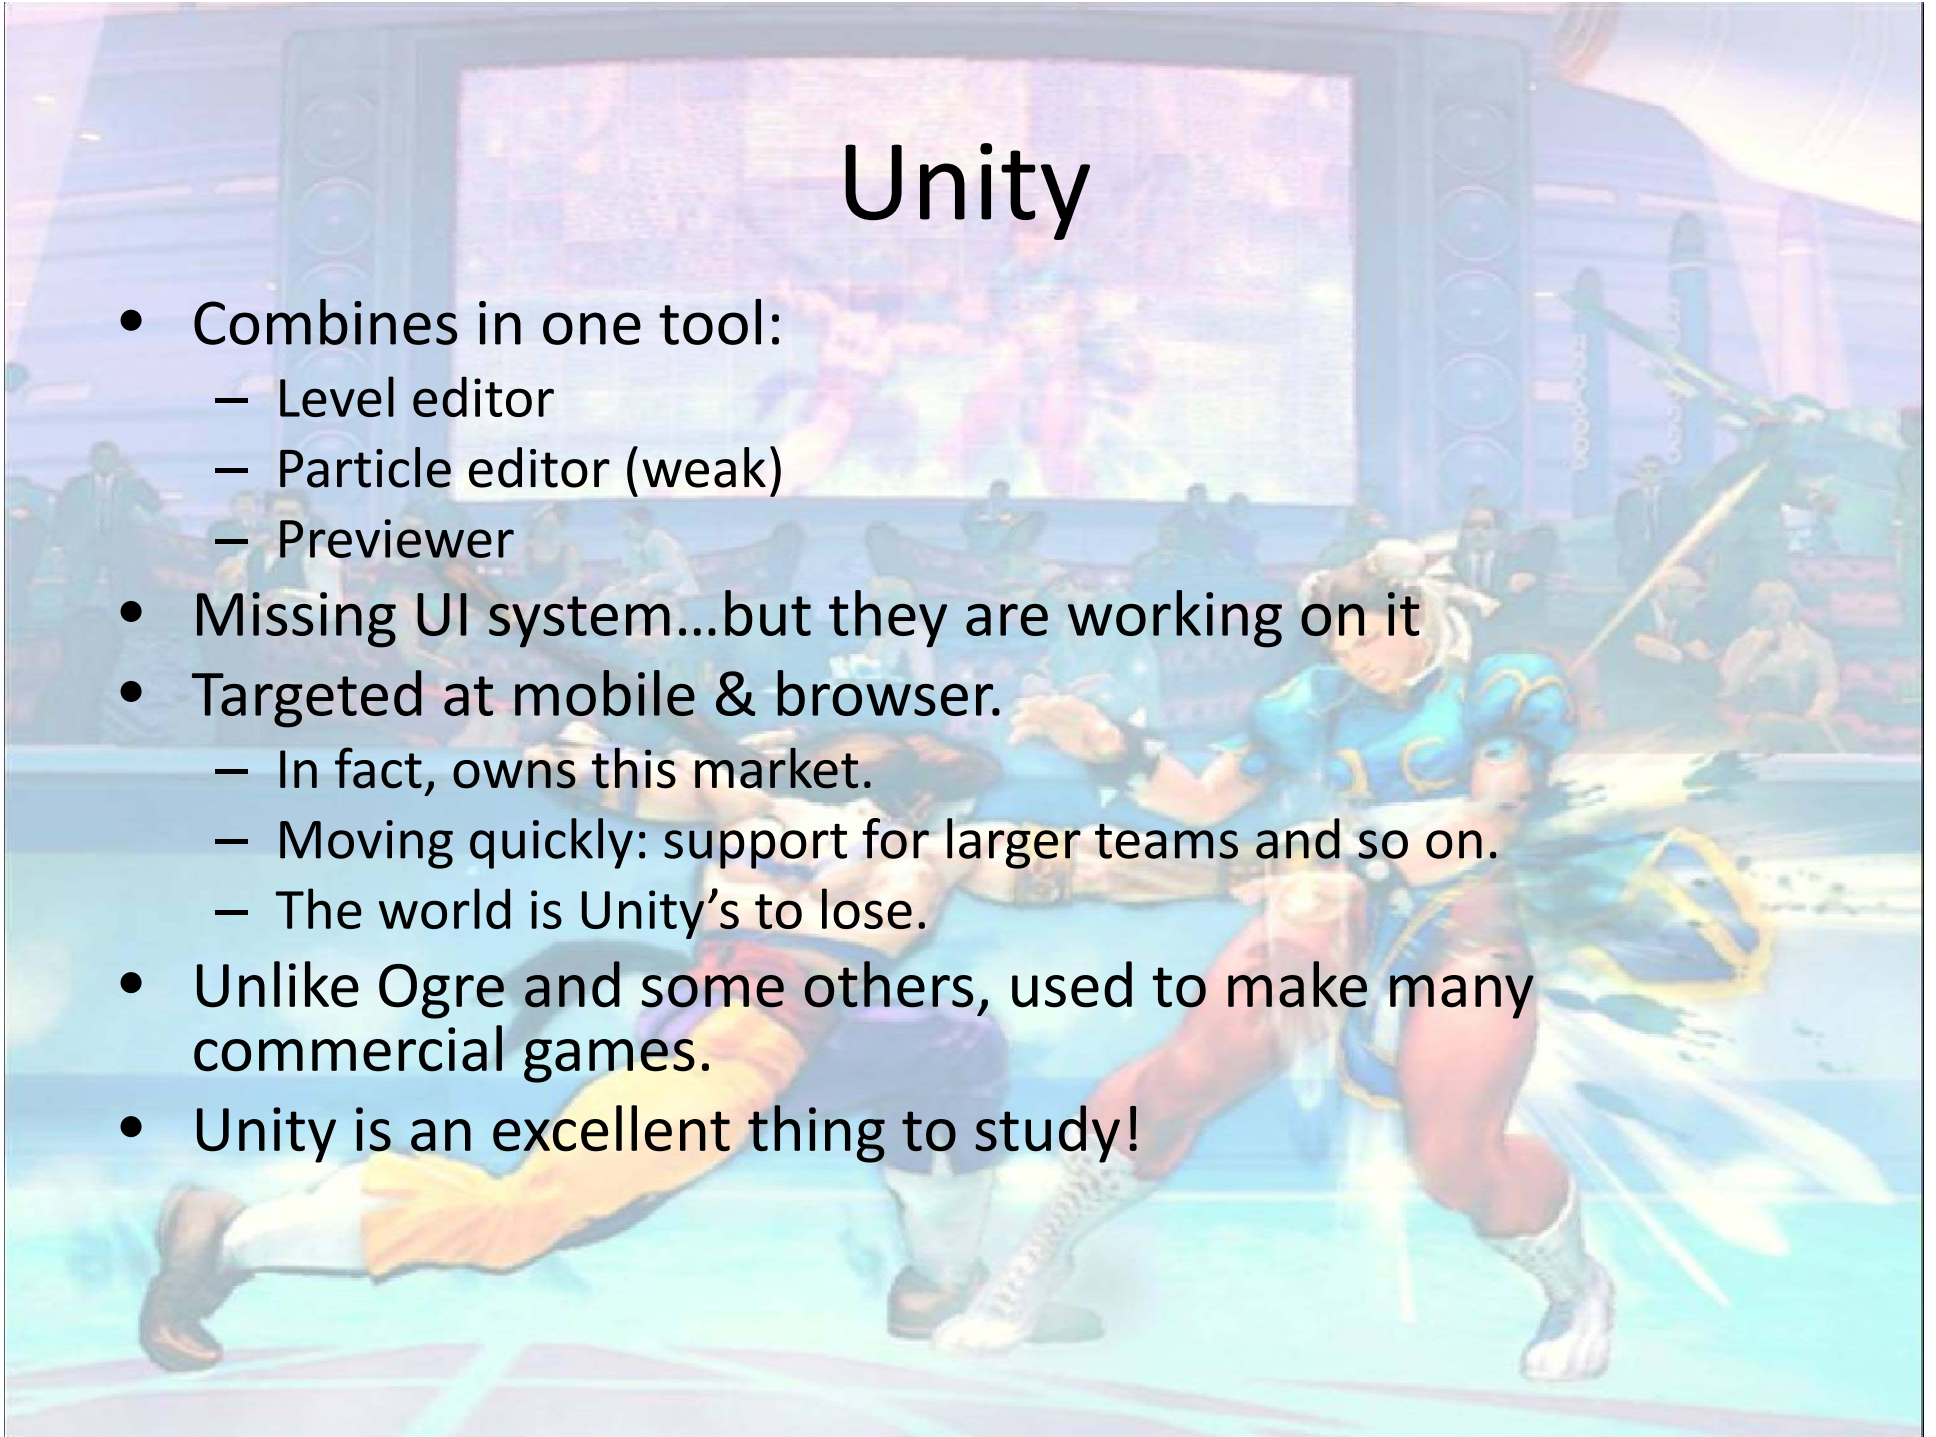 Unity
• Combines in one tool:
– Level editor
– Particle editor (weak)
– Previewer
• Missing UI system…but they are working on it
• Targeted at mobile & browser.
– In fact, owns this market.
– Moving quickly: support for larger teams and so on.
– The world is Unity’s to lose.
• Unlike Ogre and some others, used to make many
commercial games.
• Unity is an excellent thing to study!